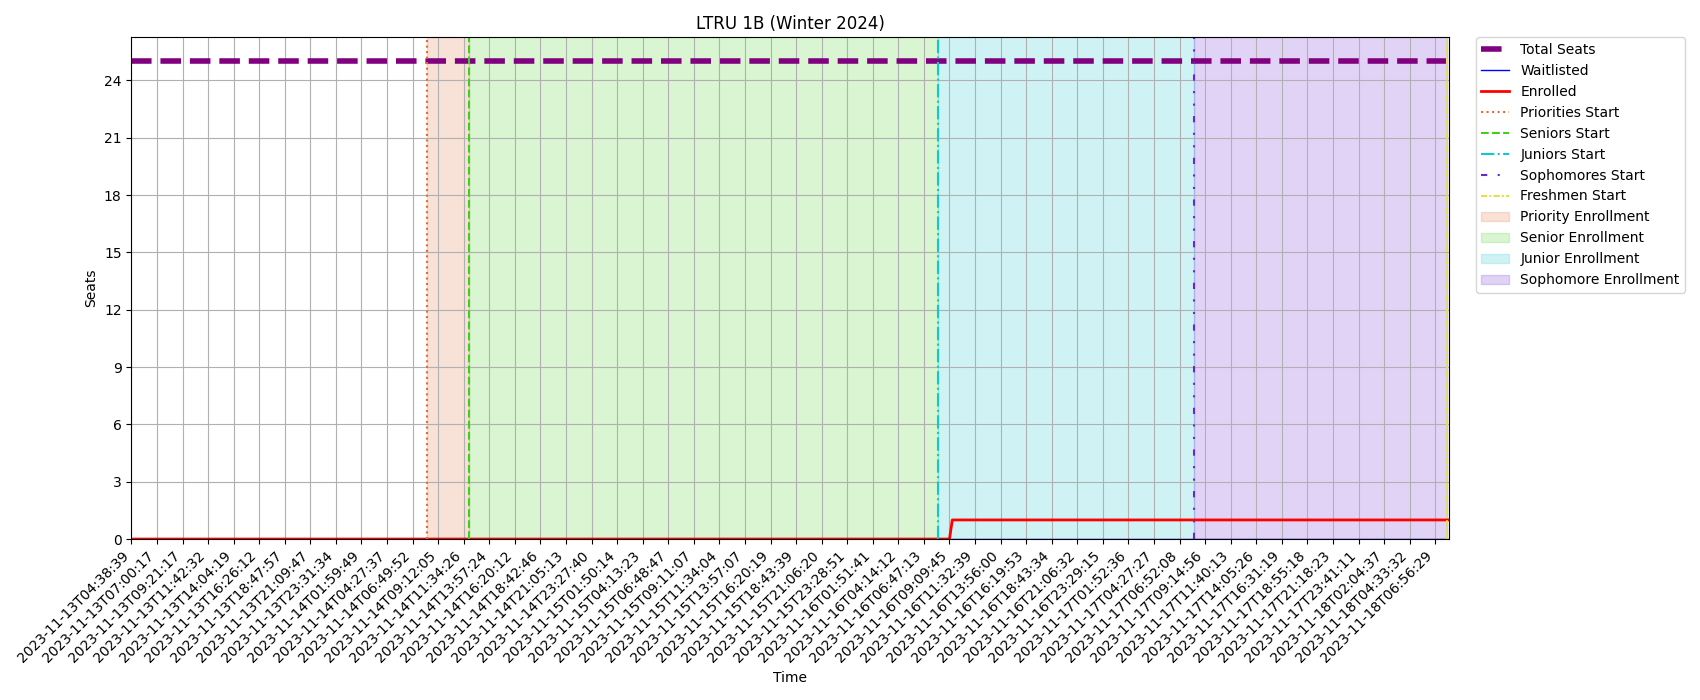 LTRU 1B (Winter 2024)
Total Seats
Waitlisted
Enrolled
Priorities Start
Seniors Start
Juniors Start
Sophomores Start
Freshmen Start
Priority Enrollment
Senior Enrollment
Junior Enrollment
Sophomore Enrollment
Seats
24
21
18
15
12
9
6
3
0
2023-11-13T04:38:39
2023-11-13T07:00:17
2023-11-13T09:21:17
2023-11-13T11:42:32
2023-11-13T14:04:19
2023-11-13T16:26:12
2023-11-13T18:47:57
2023-11-13T21:09:47
2023-11-13T23:31:34
2023-11-14T01:59:49
2023-11-14T04:27:37
2023-11-14T06:49:52
2023-11-14T09:12:05
2023-11-14T11:34:26
2023-11-14T13:57:24
2023-11-14T16:20:12
2023-11-14T18:42:46
2023-11-14T21:05:13
2023-11-14T23:27:40
2023-11-15T01:50:14
2023-11-15T04:13:23
2023-11-15T06:48:47
2023-11-15T09:11:07
2023-11-15T11:34:04
2023-11-15T13:57:07
2023-11-15T16:20:19
2023-11-15T18:43:39
2023-11-15T21:06:20
2023-11-15T23:28:51
2023-11-16T01:51:41
2023-11-16T04:14:12
2023-11-16T06:47:13
2023-11-16T09:09:45
2023-11-16T11:32:39
2023-11-16T13:56:00
2023-11-16T16:19:53
2023-11-16T18:43:34
2023-11-16T21:06:32
2023-11-16T23:29:15
2023-11-17T01:52:36
2023-11-17T04:27:27
2023-11-17T06:52:08
2023-11-17T09:14:56
2023-11-17T11:40:13
2023-11-17T14:05:26
2023-11-17T16:31:19
2023-11-17T18:55:18
2023-11-17T21:18:23
2023-11-17T23:41:11
2023-11-18T02:04:37
2023-11-18T04:33:32
2023-11-18T06:56:29
Time